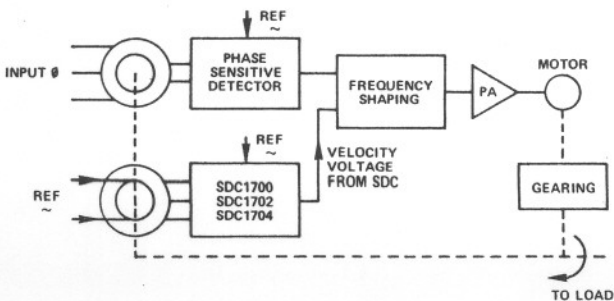 REF
~
INPUT ø
PHASE
SENSITIVE
DETECTOR
FREQUENCY
SHAPING
PA
MOTOR
REF
~
REF
~
SDC1700
SDC1702
SDC1704
VELOCITY
VOLTAGE
FROM SDC
GEARING
TO LOAD